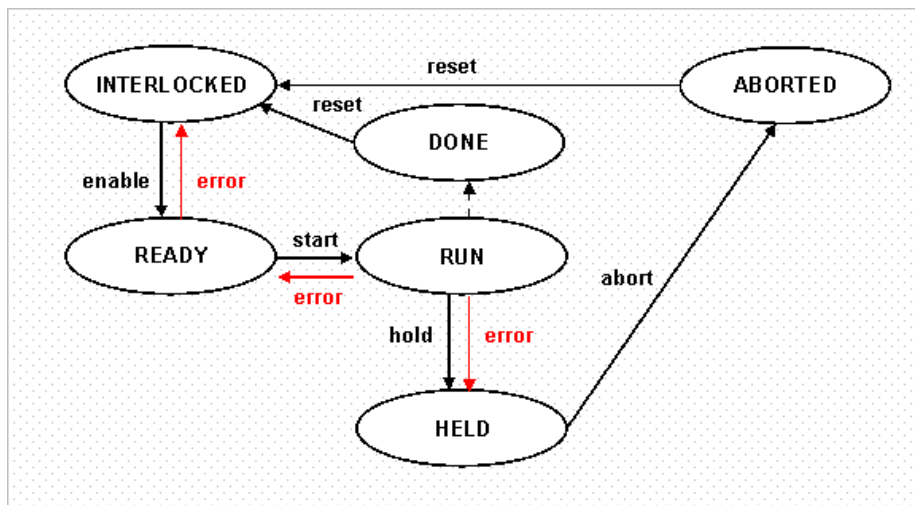 reset
INTERLOCKED
ABORTED
reset
DONE
enable
error
start
READY
RUN
error
abort
hold
error
HELD